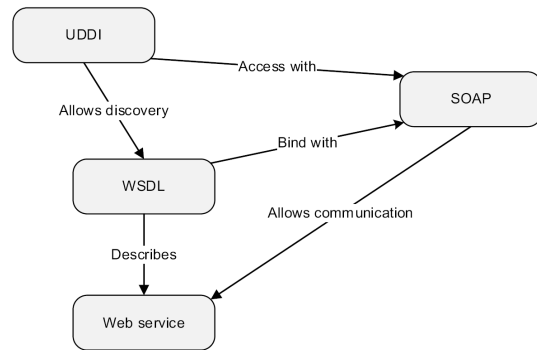 UDDI
Access with
SOAP
Allows discovery
Bind with
WSDL
Allows communication
Describes
Web service